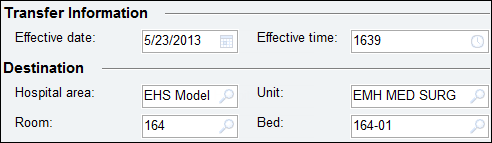 Transfer Information
Effective date: 5/23/2013 Effective time: 1639
Destination
Hospital area: EHS Model Unit: EMH MED SURG
Room: 164 Bed: 164-01